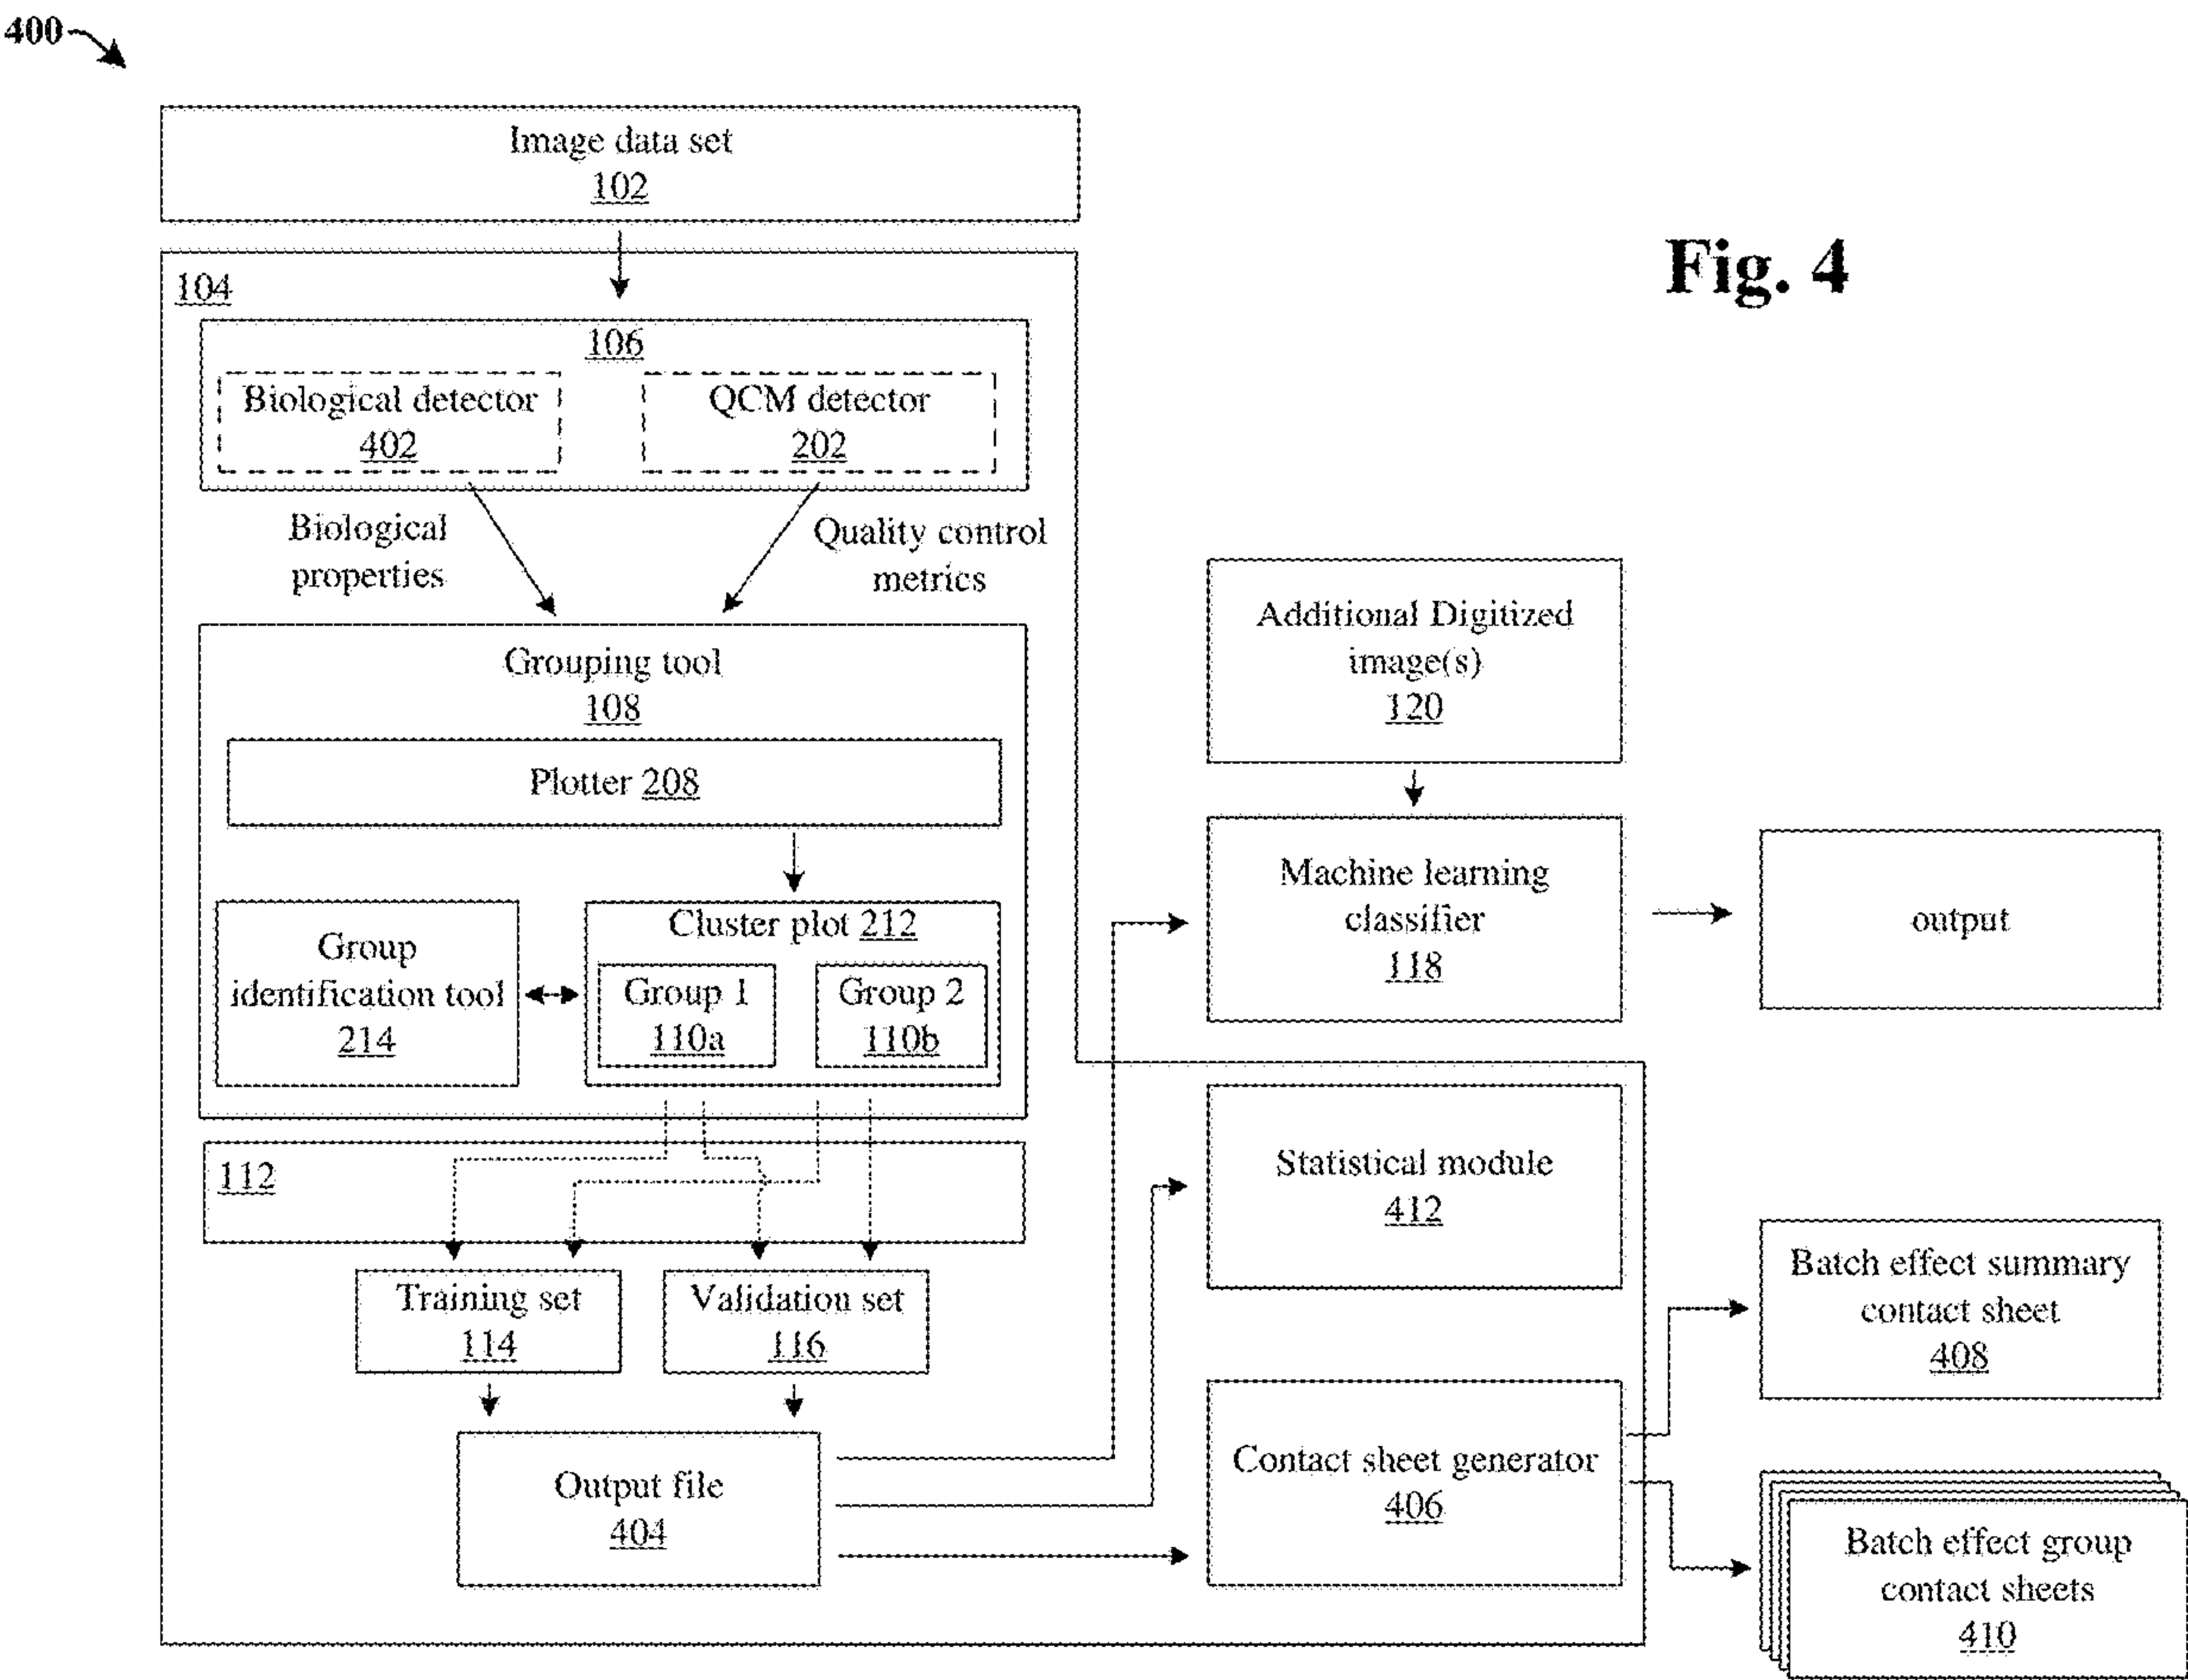 400
Image data set
102
Fig. 4
104
106
Biological detector
402
QCM detector
202
Biological
properties
Quality control
metrics
Grouping tool
108
Plotter 208
Group
identification tool
214
Cluster plot 212
Group 1
110a
Group 2
110b
112
Training set
114
Validation set
116
Output file
404
Additional Digitized
image(s)
120
Machine learning
classifier
118
output
Statistical module
412
Contact sheet generator
406
Batch effect summary
contact sheet
408
Batch effect group
contact sheets
410